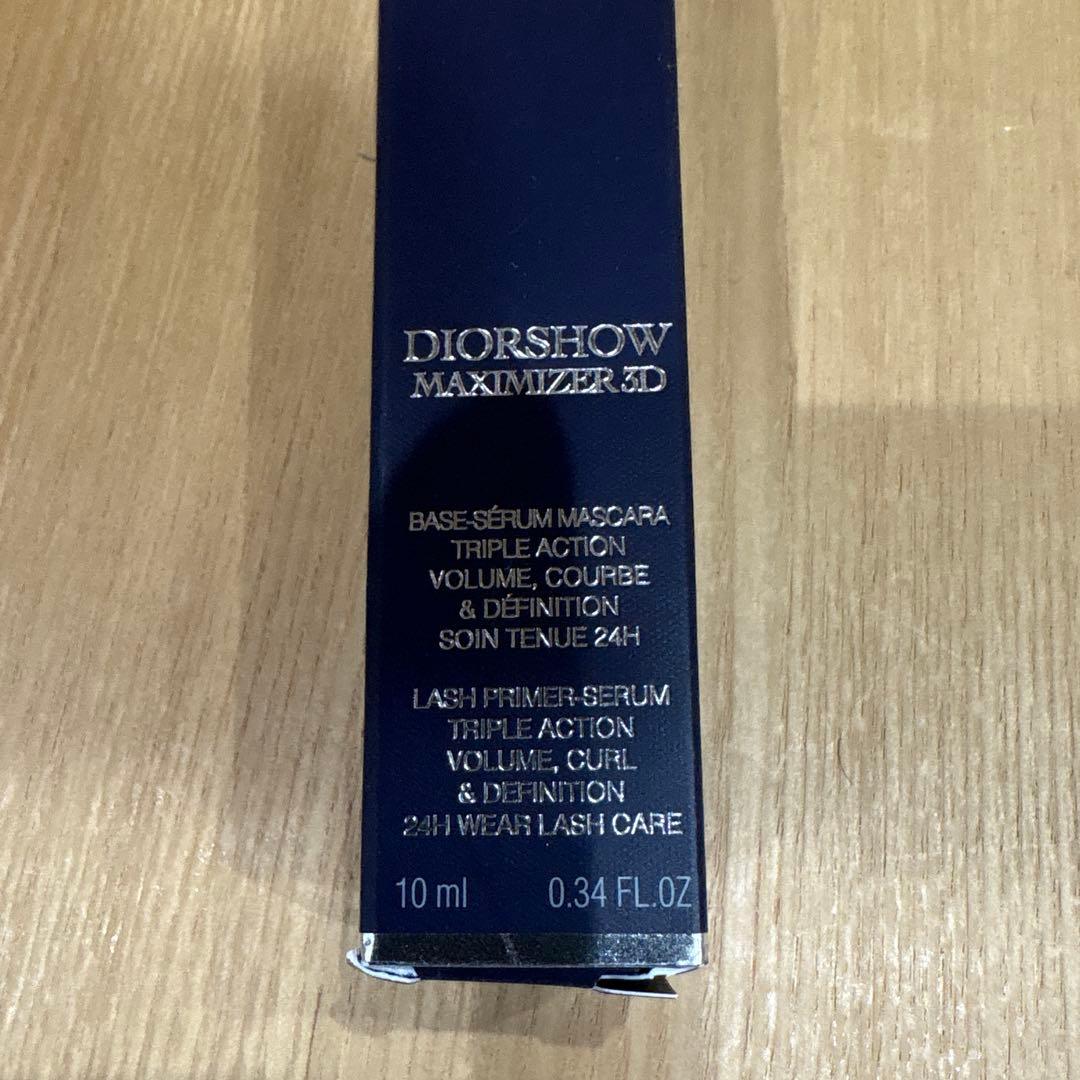 DIORSHOW
MAXIMIZER 3D
BASE-SÉRUM MASCARA
TRIPLE ACTION
VOLUME, COURBE
& DÉFINITION
SOIN TENUE 24H
LASH PRIMER-SERUM
TRIPLE ACTION
VOLUME, CURL
& DEFINITION
24H WEAR LASH CARE
10 ml 0.34 FL.OZ